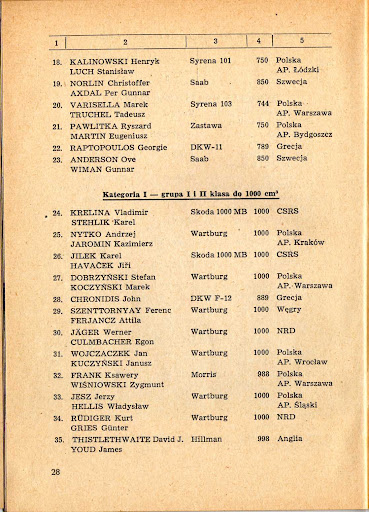 1 2 3 4 5
18. KALINOWSKI Henryk Syrena 101 750 Polska
LUCH Stanisław AP. Łódzki
19. NORLIN Christoffer Saab 850 Szwecja
AXDAL Per Gunnar
20. VARISELLA Marek Syrena 103 744 Polska
TRUCHEL Tadeusz AP. Warszawa
21. PAWLITKA Ryszard Zastawa 750 Polska
MARTIN Eugeniusz AP. Bydgoszcz
22. RAPTOPOULOS Georgie DKW-11 789 Grecja
23. ANDERSON Ove Saab 850 Szwecja
WIMAN Gunnar
Kategoria I — grupa I i II klasa do 1000 cm³
24. KRELINA Vladimir Skoda 1000 MB 1000 CSRS
STEHLIK Karel
25. NYTKO Andrzej Wartburg 1000 Polska
JAROMIN Kazimierz AP. Kraków
26. JILEK Karel Skoda 1000 MB 1000 CSRS
HAVAČEK Jiři
27. DOBRZYŃSKI Stefan Wartburg 1000 Polska
KOCZYŃSKI Marek AP. Warszawa
28. CHRONIDIS John DKW F-12 889 Grecja
29. SZENTTORNYAY Ferenc Wartburg 1000 Węgry
FERJANCZ Attila
30. JÄGER Werner Wartburg 1000 NRD
CULMBACHER Egon
31. WOJCZACZEK Jan Wartburg 1000 Polska
KUCZYŃSKI Janusz AP. Wrocław
32. FRANK Ksawery Morris 988 Polska
WIŚNIOWSKI Zygmunt AP. Warszawa
33. JESZ Jerzy Wartburg 1000 Polska
HELLIS Władysław AP. Śląski
34. RÜDIGER Kurt Wartburg 1000 NRD
GRIES Günter
35. THISTLETHWAITE David J. Hillman 998 Anglia
YOUD James
28